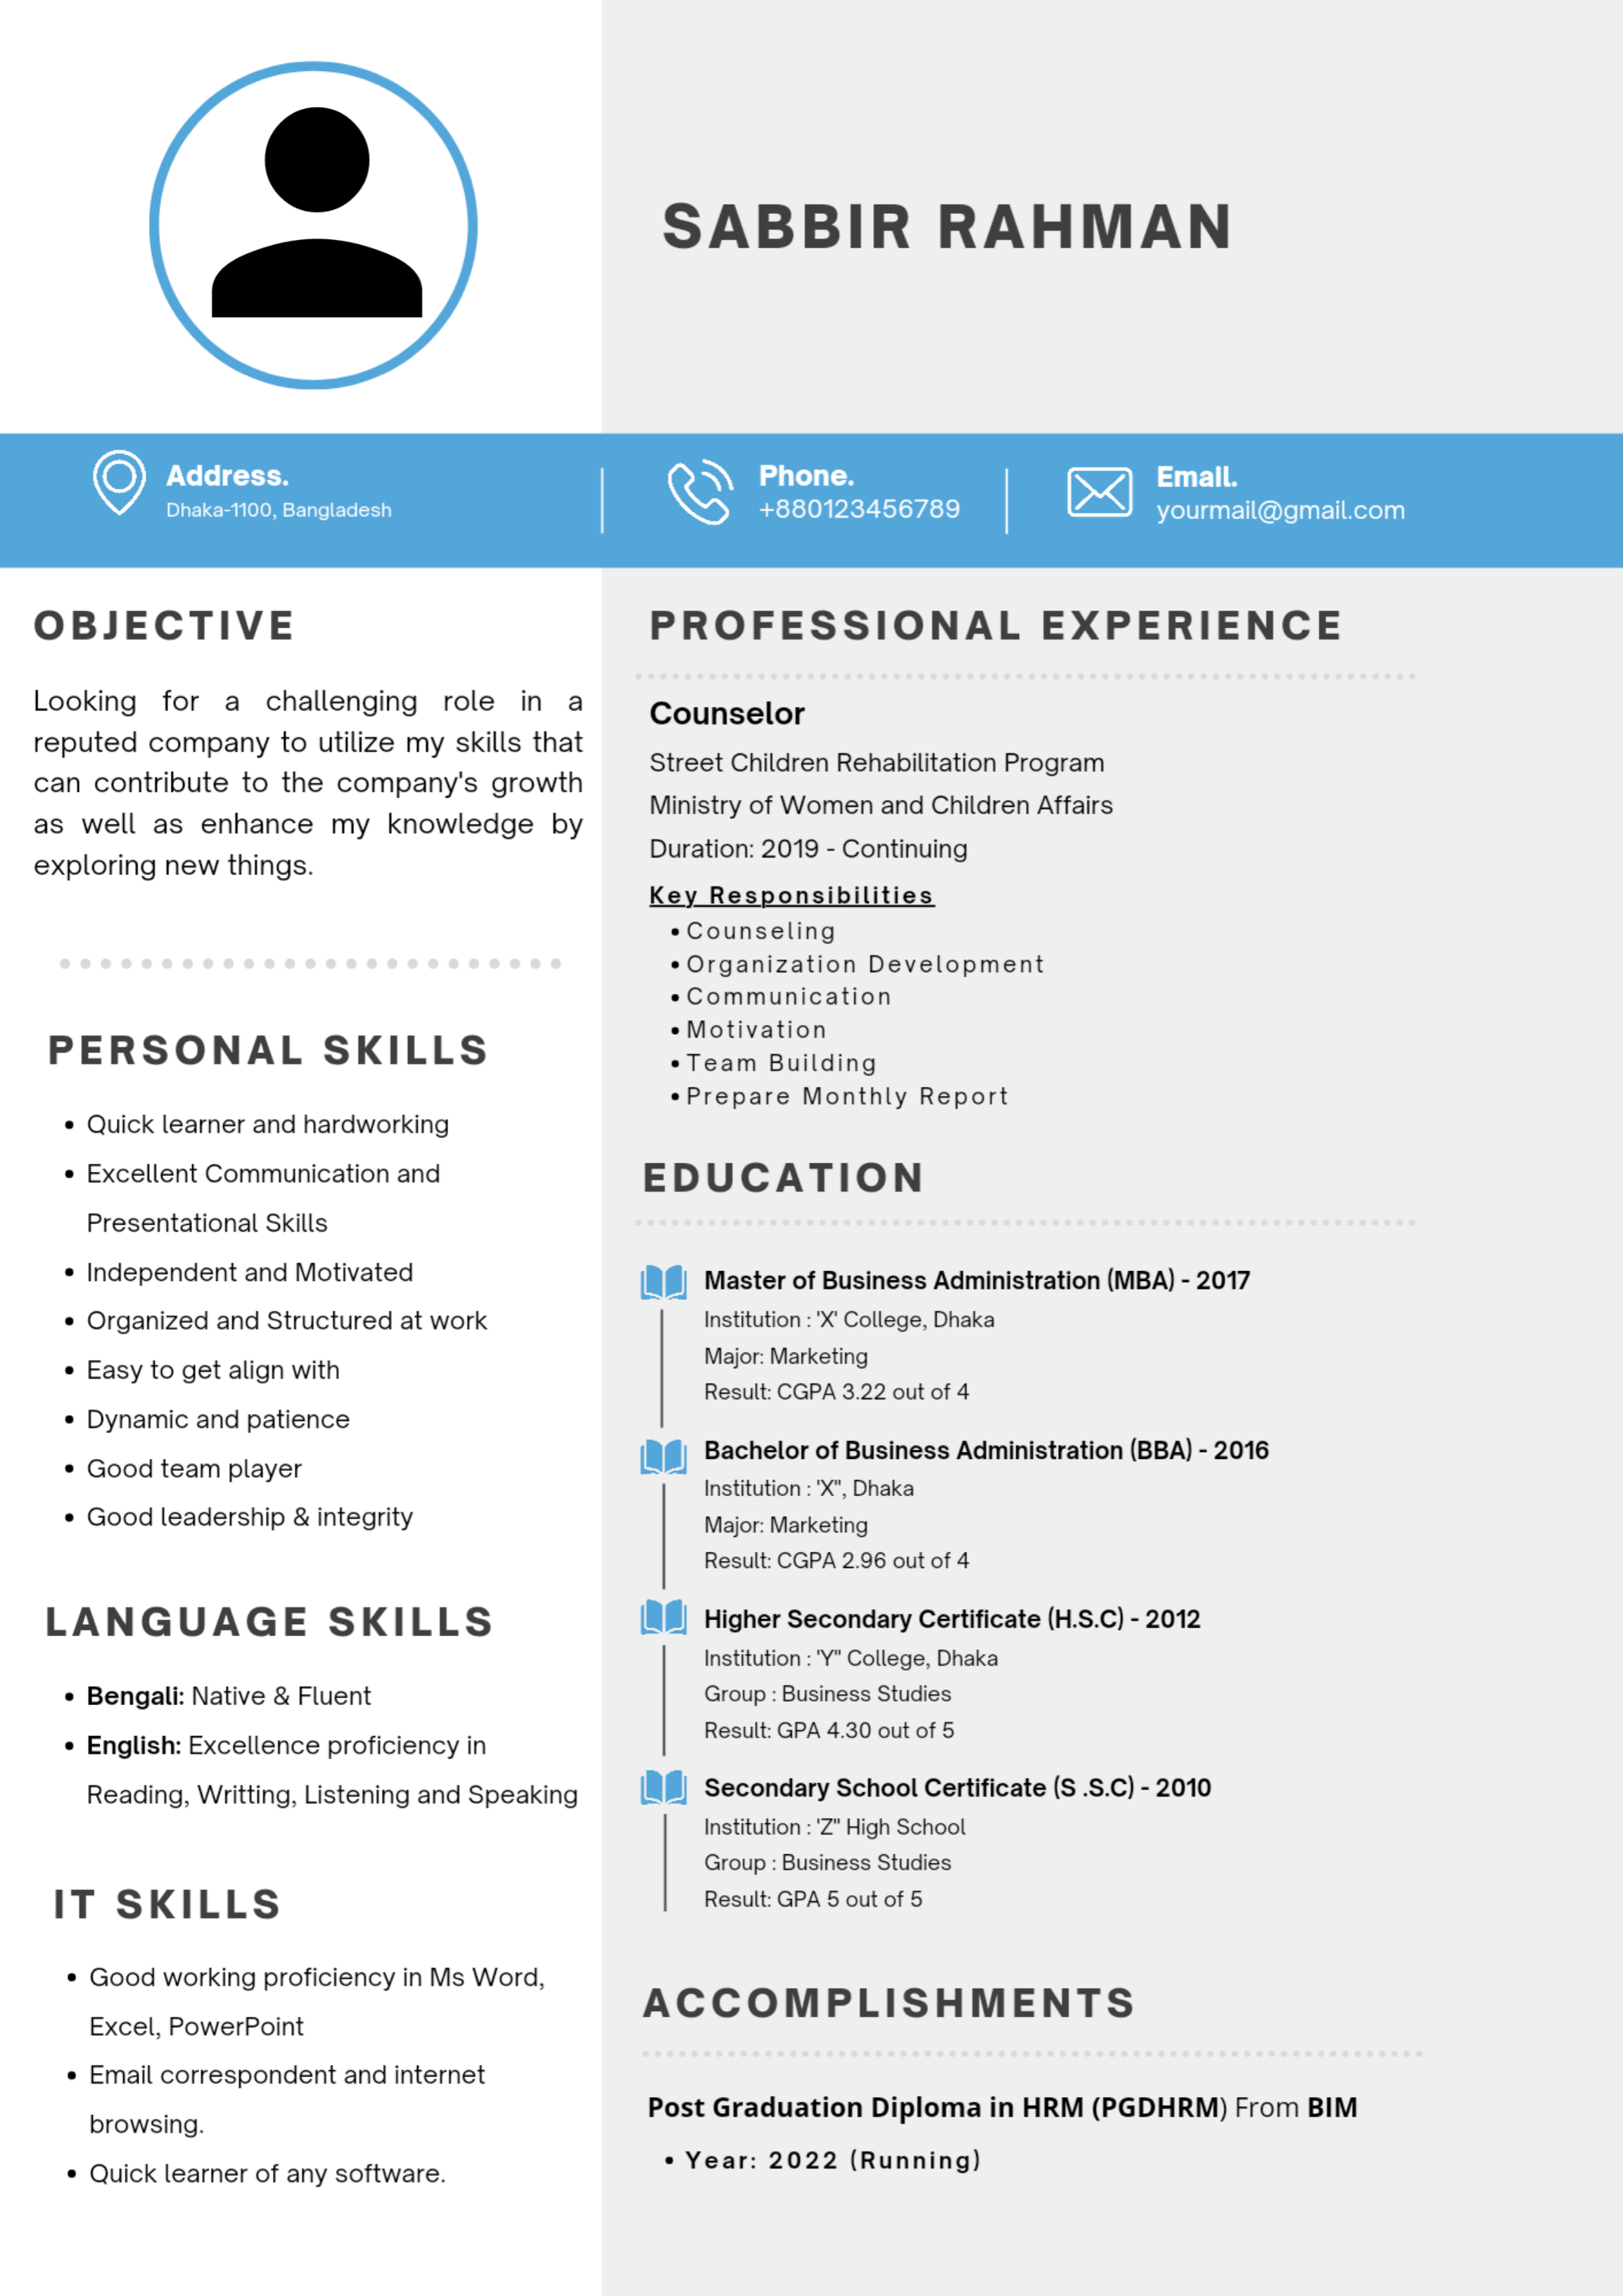 SABBIR RAHMAN
Address.
Dhaka-1100, Bangladesh
Phone.
+880123456789
Email.
yourmail@gmail.com
OBJECTIVE
Looking for a challenging role in a
reputed company to utilize my skills that
can contribute to the company's growth
as well as enhance my knowledge by
exploring new things.
PERSONAL SKILLS
• Quick learner and hardworking
• Excellent Communication and
Presentational Skills
• Independent and Motivated
• Organized and Structured at work
• Easy to get align with
• Dynamic and patience
• Good team player
• Good leadership & integrity
LANGUAGE SKILLS
• Bengali: Native & Fluent
• English: Excellence proficiency in
Reading, Writting, Listening and Speaking
IT SKILLS
• Good working proficiency in Ms Word,
Excel, PowerPoint
• Email correspondent and internet
browsing.
• Quick learner of any software.
PROFESSIONAL EXPERIENCE
Counselor
Street Children Rehabilitation Program
Ministry of Women and Children Affairs
Duration: 2019 - Continuing
Key Responsibilities
• Counseling
• Organization Development
• Communication
• Motivation
• Team Building
• Prepare Monthly Report
EDUCATION
Master of Business Administration (MBA) - 2017
Institution : 'X' College, Dhaka
Major: Marketing
Result: CGPA 3.22 out of 4
Bachelor of Business Administration (BBA) - 2016
Institution : 'X", Dhaka
Major: Marketing
Result: CGPA 2.96 out of 4
Higher Secondary Certificate (H.S.C) - 2012
Institution : 'Y" College, Dhaka
Group : Business Studies
Result: GPA 4.30 out of 5
Secondary School Certificate (S .S.C) - 2010
Institution : 'Z" High School
Group : Business Studies
Result: GPA 5 out of 5
ACCOMPLISHMENTS
Post Graduation Diploma in HRM (PGDHRM) From BIM
• Year: 2022 (Running)